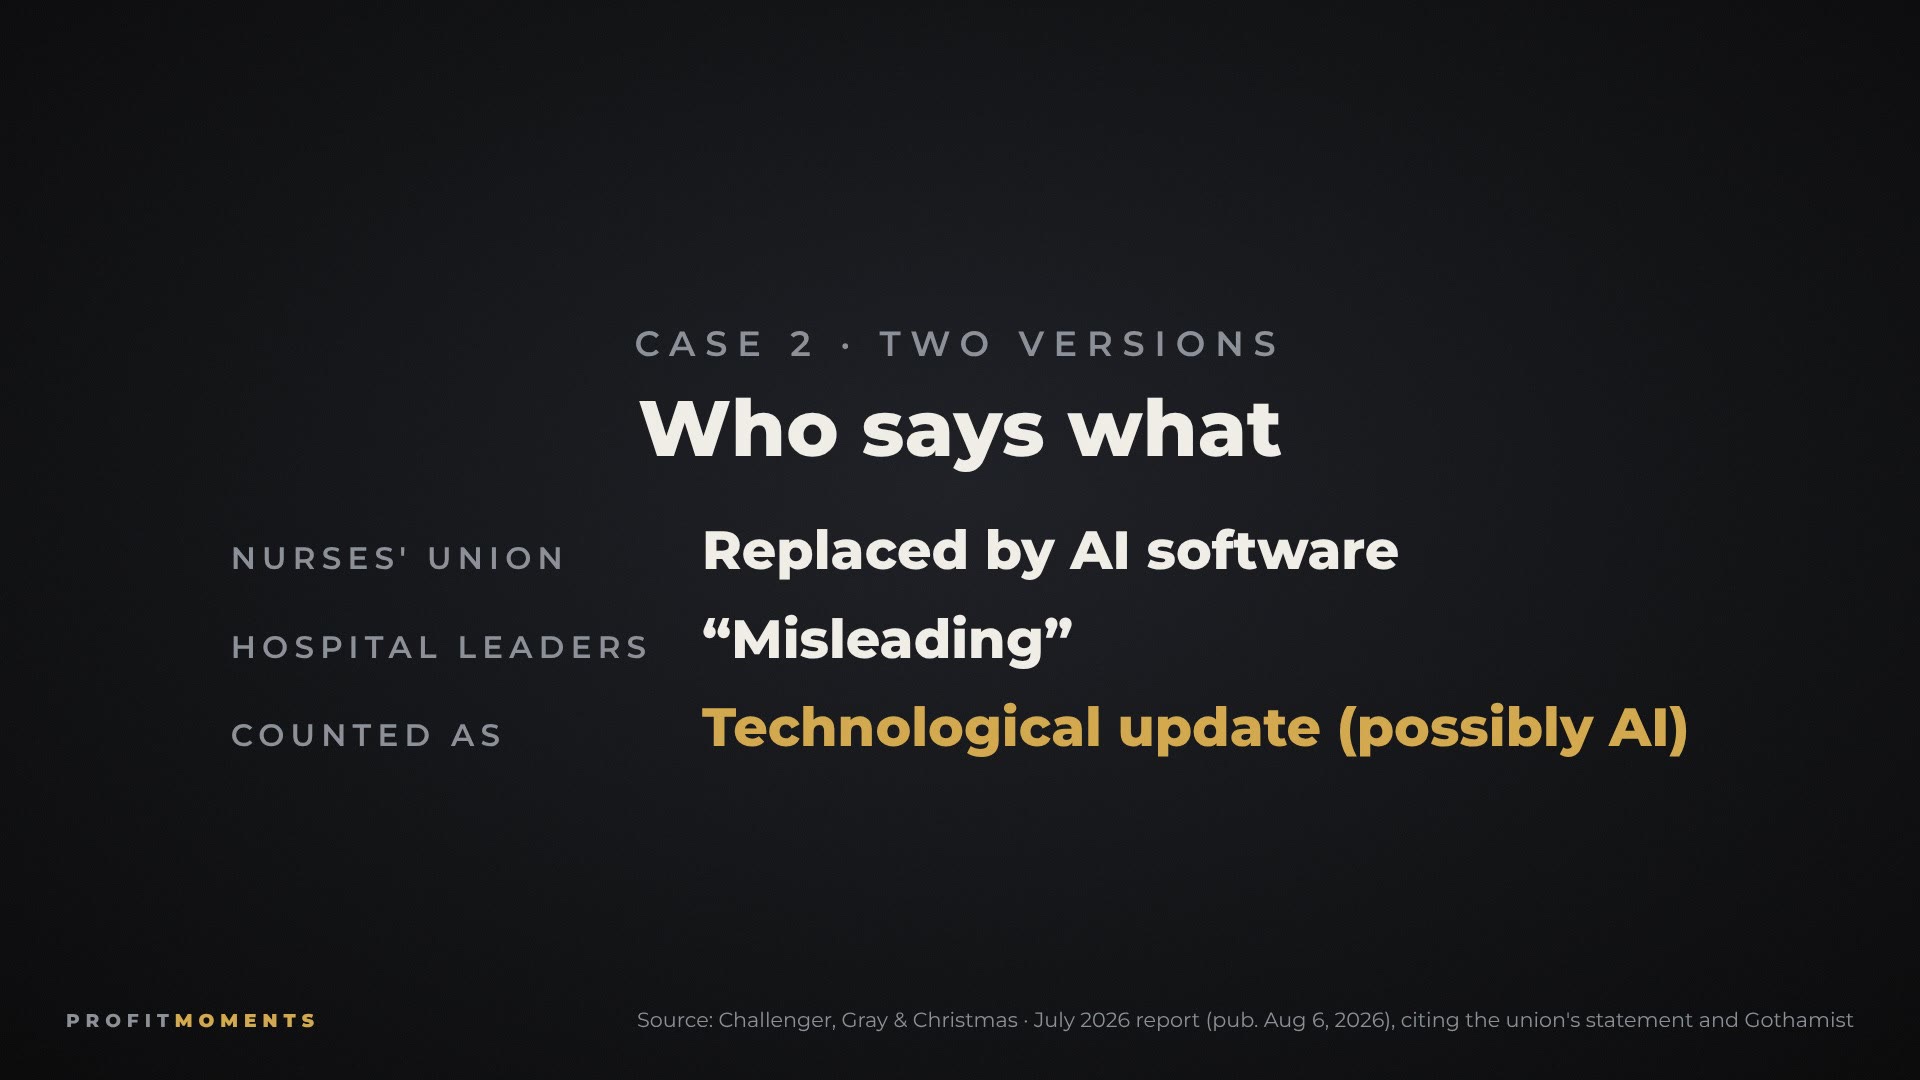 CASE 2 · TWO VERSIONS
Who says what
NURSES' UNION Replaced by AI software
HOSPITAL LEADERS “Misleading”
COUNTED AS Technological update (possibly AI)
PROFITMOMENTS
Source: Challenger, Gray & Christmas · July 2026 report (pub. Aug 6, 2026), citing the union's statement and Gothamist